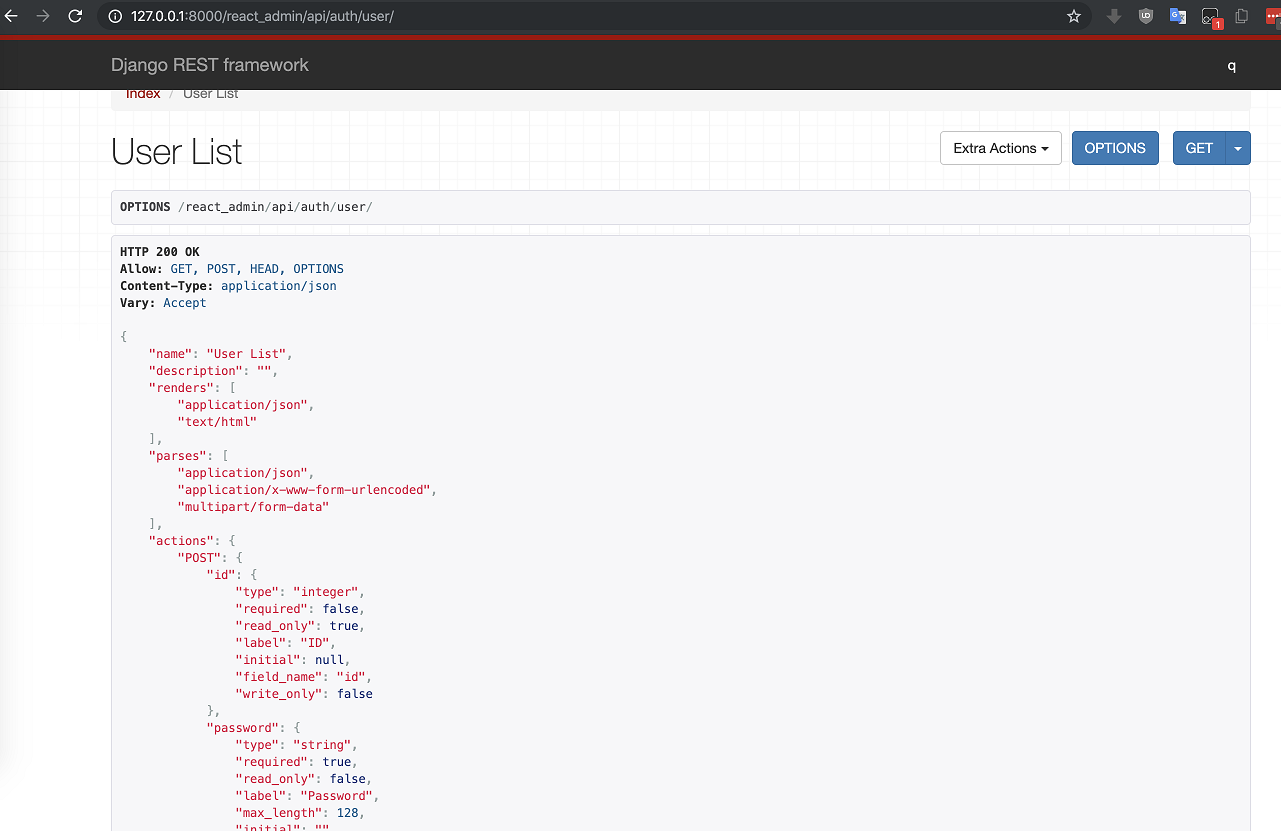 127.0.0.1:8000/react_admin/api/auth/user/
1
Django REST framework
q
Index / User List
User List
Extra Actions
OPTIONS
GET
OPTIONS /react_admin/api/auth/user/
HTTP 200 OK
Allow: GET, POST, HEAD, OPTIONS
Content-Type: application/json
Vary: Accept
{
"name": "User List",
"description": "",
"renders": [
"application/json",
"text/html"
],
"parses": [
"application/json",
"application/x-www-form-urlencoded",
"multipart/form-data"
],
"actions": {
"POST": {
"id": {
"type": "integer",
"required": false,
"read_only": true,
"label": "ID",
"initial": null,
"field_name": "id",
"write_only": false
},
"password": {
"type": "string",
"required": true,
"read_only": false,
"label": "Password",
"max_length": 128,
"initial": ""